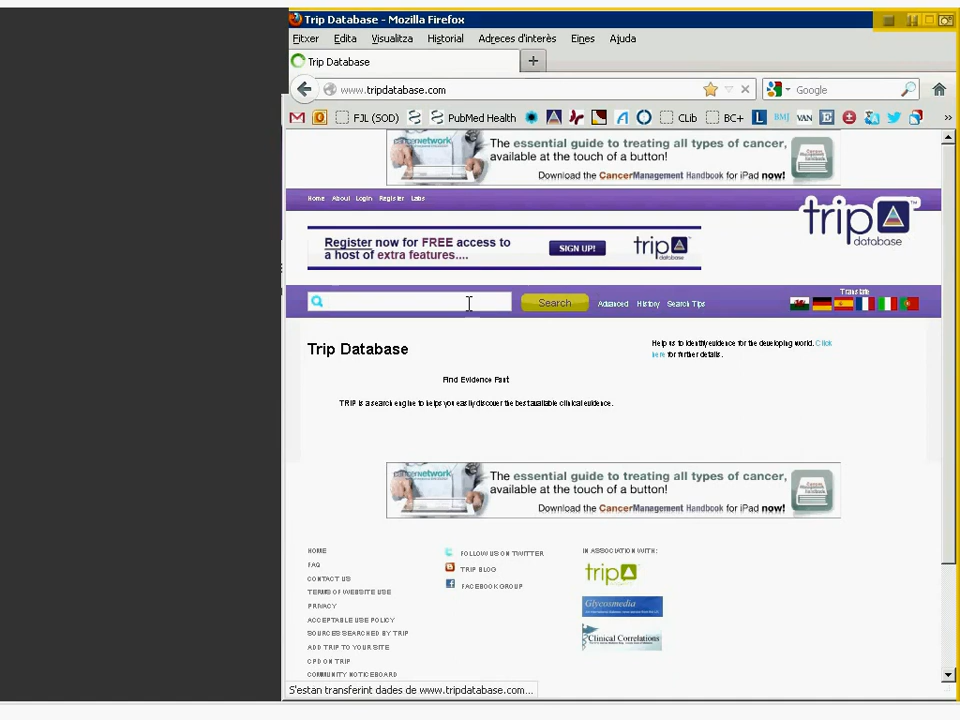 Trip Database - Mozilla Firefox
Fitxer Edita Visualitza Historial Adreces d'interès Eines Ajuda
Trip Database
www.tripdatabase.com
Google
FJL (SOD) PubMed Health CLib BC+ L BMJ VAN E
The essential guide to treating all types of cancer,
available at the touch of a button!
Download the CancerManagement Handbook for iPad now!
Home About Login Register Labs
trip
DATABASE
Register now for FREE access to
a host of extra features....
SIGN UP!
trip
DATABASE
Search
Advanced History Search Tips
Translate
Trip Database
Help us to identify evidence for the developing world. Click
here for further details.
Find Evidence Fast
TRIP is a search engine to helps you easily discover the best available clinical evidence.
The essential guide to treating all types of cancer,
available at the touch of a button!
Download the CancerManagement Handbook for iPad now!
HOME
FAQ
CONTACT US
TERMS OF WEBSITE USE
PRIVACY
ACCEPTABLE USE POLICY
SOURCES SEARCHED BY TRIP
ADD TRIP TO YOUR SITE
CPD ON TRIP
COMMUNITY NOTICEBOARD
FOLLOW US ON TWITTER
TRIP BLOG
FACEBOOK GROUP
IN ASSOCIATION WITH:
trip
Glycosmedia
Clinical Correlations
S'estan transferint dades de www.tripdatabase.com...